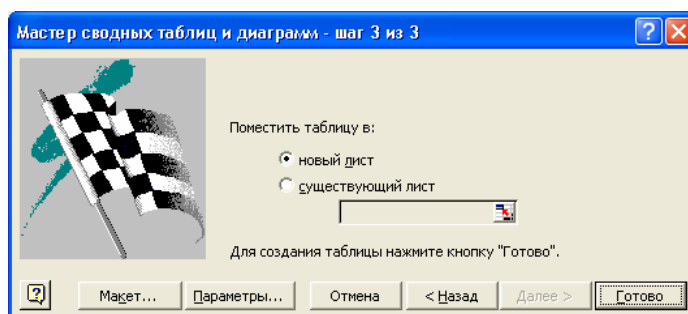 Мастер сводных таблиц и диаграмм - шаг 3 из 3
Поместить таблицу в:
новый лист
существующий лист
Для создания таблицы нажмите кнопку "Готово".
Макет... Параметры... Отмена < Назад Далее > Готово